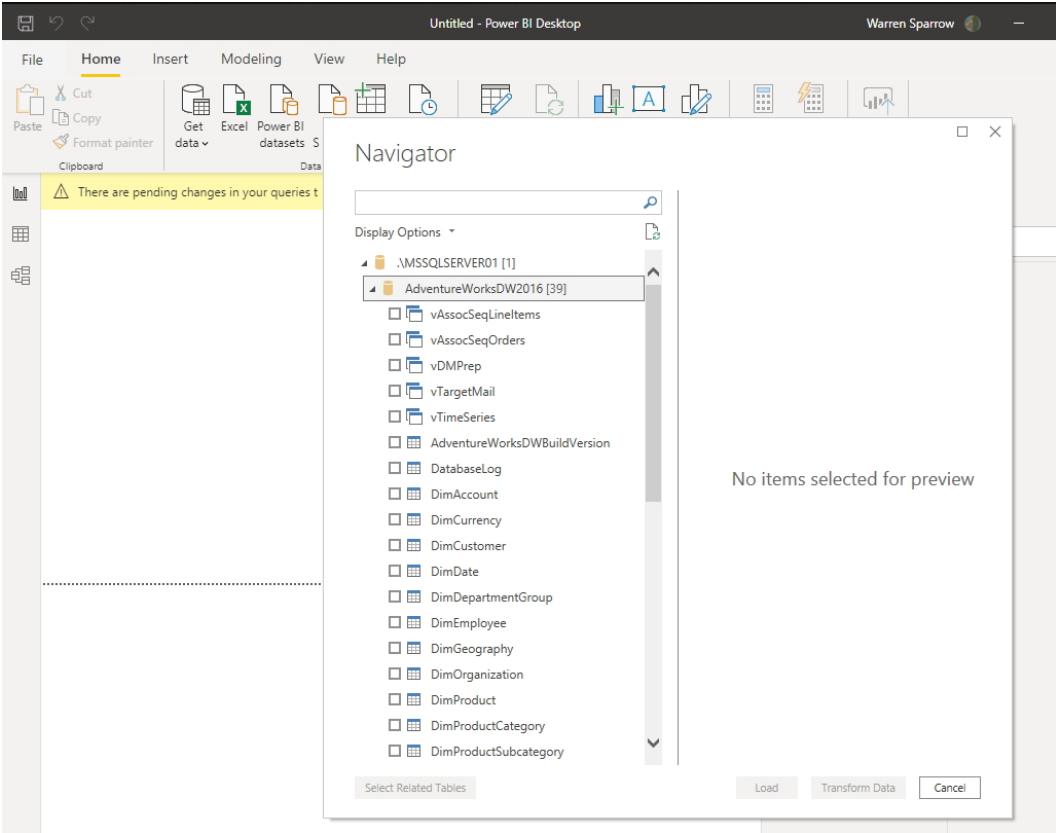 Untitled - Power BI Desktop
Warren Sparrow
File Home Insert Modeling View Help
Paste
Cut
Copy
Format painter
Clipboard
Get data
Excel
Power BI datasets
S
Data
There are pending changes in your queries t
Navigator
Display Options
.\MSSQLSERVER01 [1]
AdventureWorksDW2016 [39]
vAssocSeqLineItems
vAssocSeqOrders
vDMPrep
vTargetMail
vTimeSeries
AdventureWorksDWBuildVersion
DatabaseLog
DimAccount
DimCurrency
DimCustomer
DimDate
DimDepartmentGroup
DimEmployee
DimGeography
DimOrganization
DimProduct
DimProductCategory
DimProductSubcategory
No items selected for preview
Select Related Tables
Load
Transform Data
Cancel